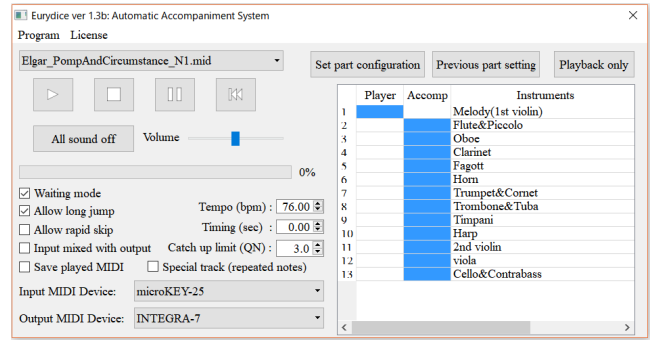 Eurydice ver 1.3b: Automatic Accompaniment System
Program License
Elgar_PompAndCircumstance_N1.mid
Set part configuration Previous part setting Playback only
All sound off Volume
0%
Waiting mode
Allow long jump Tempo (bpm) : 76.00
Allow rapid skip Timing (sec) : 0.00
Input mixed with output Catch up limit (QN) : 3.0
Save played MIDI Special track (repeated notes)
Input MIDI Device: microKEY-25
Output MIDI Device: INTEGRA-7
Player Accomp Instruments
1 Melody(1st violin)
2 Flute&Piccolo
3 Oboe
4 Clarinet
5 Fagott
6 Horn
7 Trumpet&Cornet
8 Trombone&Tuba
9 Timpani
10 Harp
11 2nd violin
12 viola
13 Cello&Contrabass